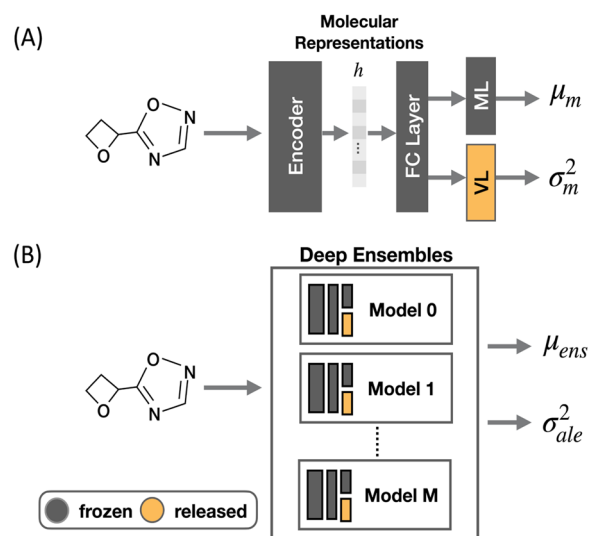 (A)
Molecular
Representations
h
O
N
N
O
Encoder
...
FC Layer
ML
VL
μm
σ²m
(B)
Deep Ensembles
O
N
N
O
Model 0
Model 1
Model M
μens
σ²ale
frozen
released